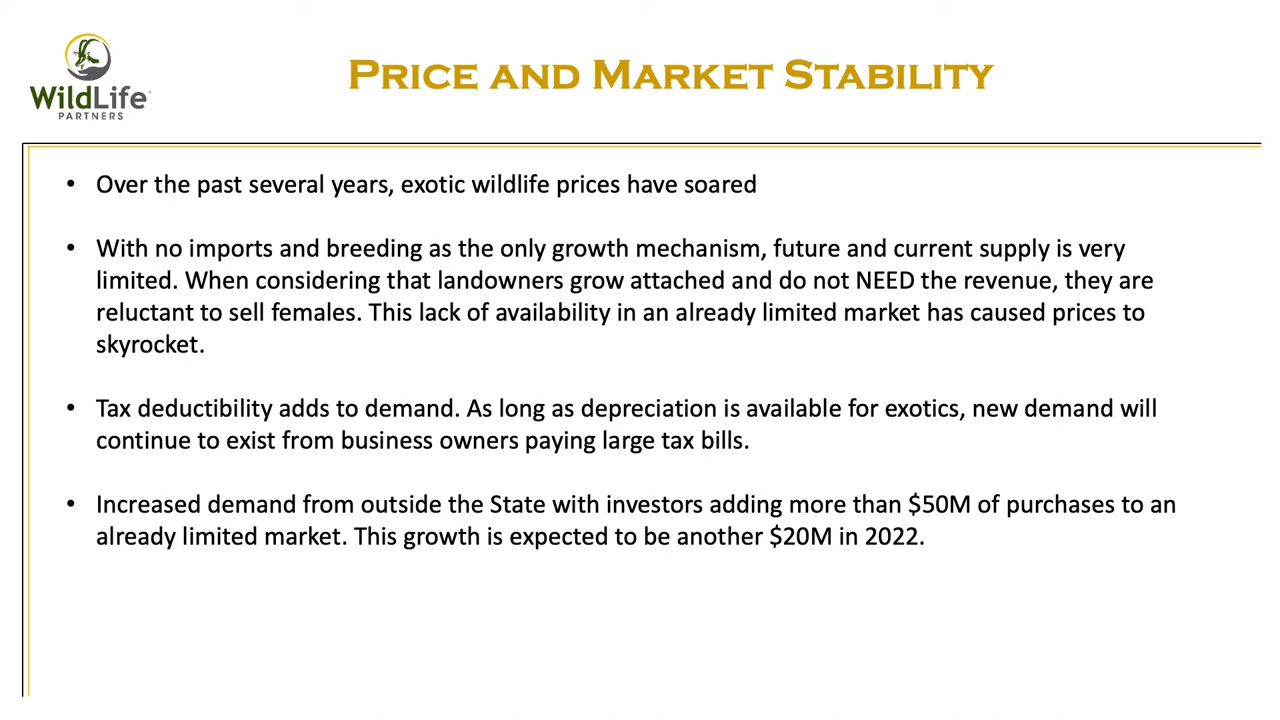 WildLife
PARTNERS
PRICE AND MARKET STABILITY
• Over the past several years, exotic wildlife prices have soared
• With no imports and breeding as the only growth mechanism, future and current supply is very
limited. When considering that landowners grow attached and do not NEED the revenue, they are
reluctant to sell females. This lack of availability in an already limited market has caused prices to
skyrocket.
• Tax deductibility adds to demand. As long as depreciation is available for exotics, new demand will
continue to exist from business owners paying large tax bills.
• Increased demand from outside the State with investors adding more than $50M of purchases to an
already limited market. This growth is expected to be another $20M in 2022.